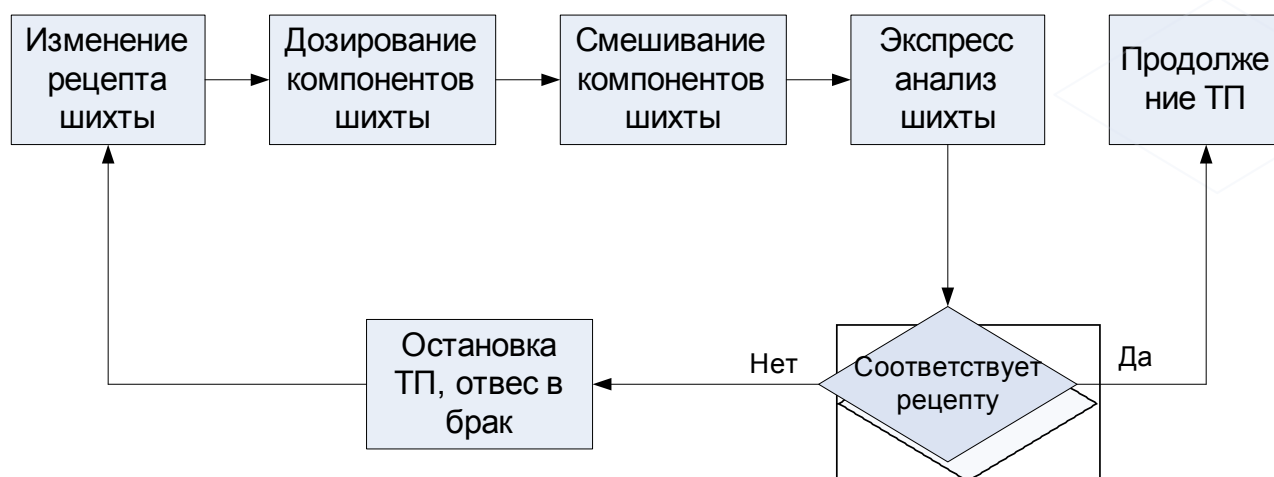 Изменение
рецепта
шихты
Дозирование
компонентов
шихты
Смешивание
компонентов
шихты
Экспресс
анализ
шихты
Продолже
ние ТП
Остановка
ТП, отвес в
брак
Нет
Соответствует
рецепту
Да